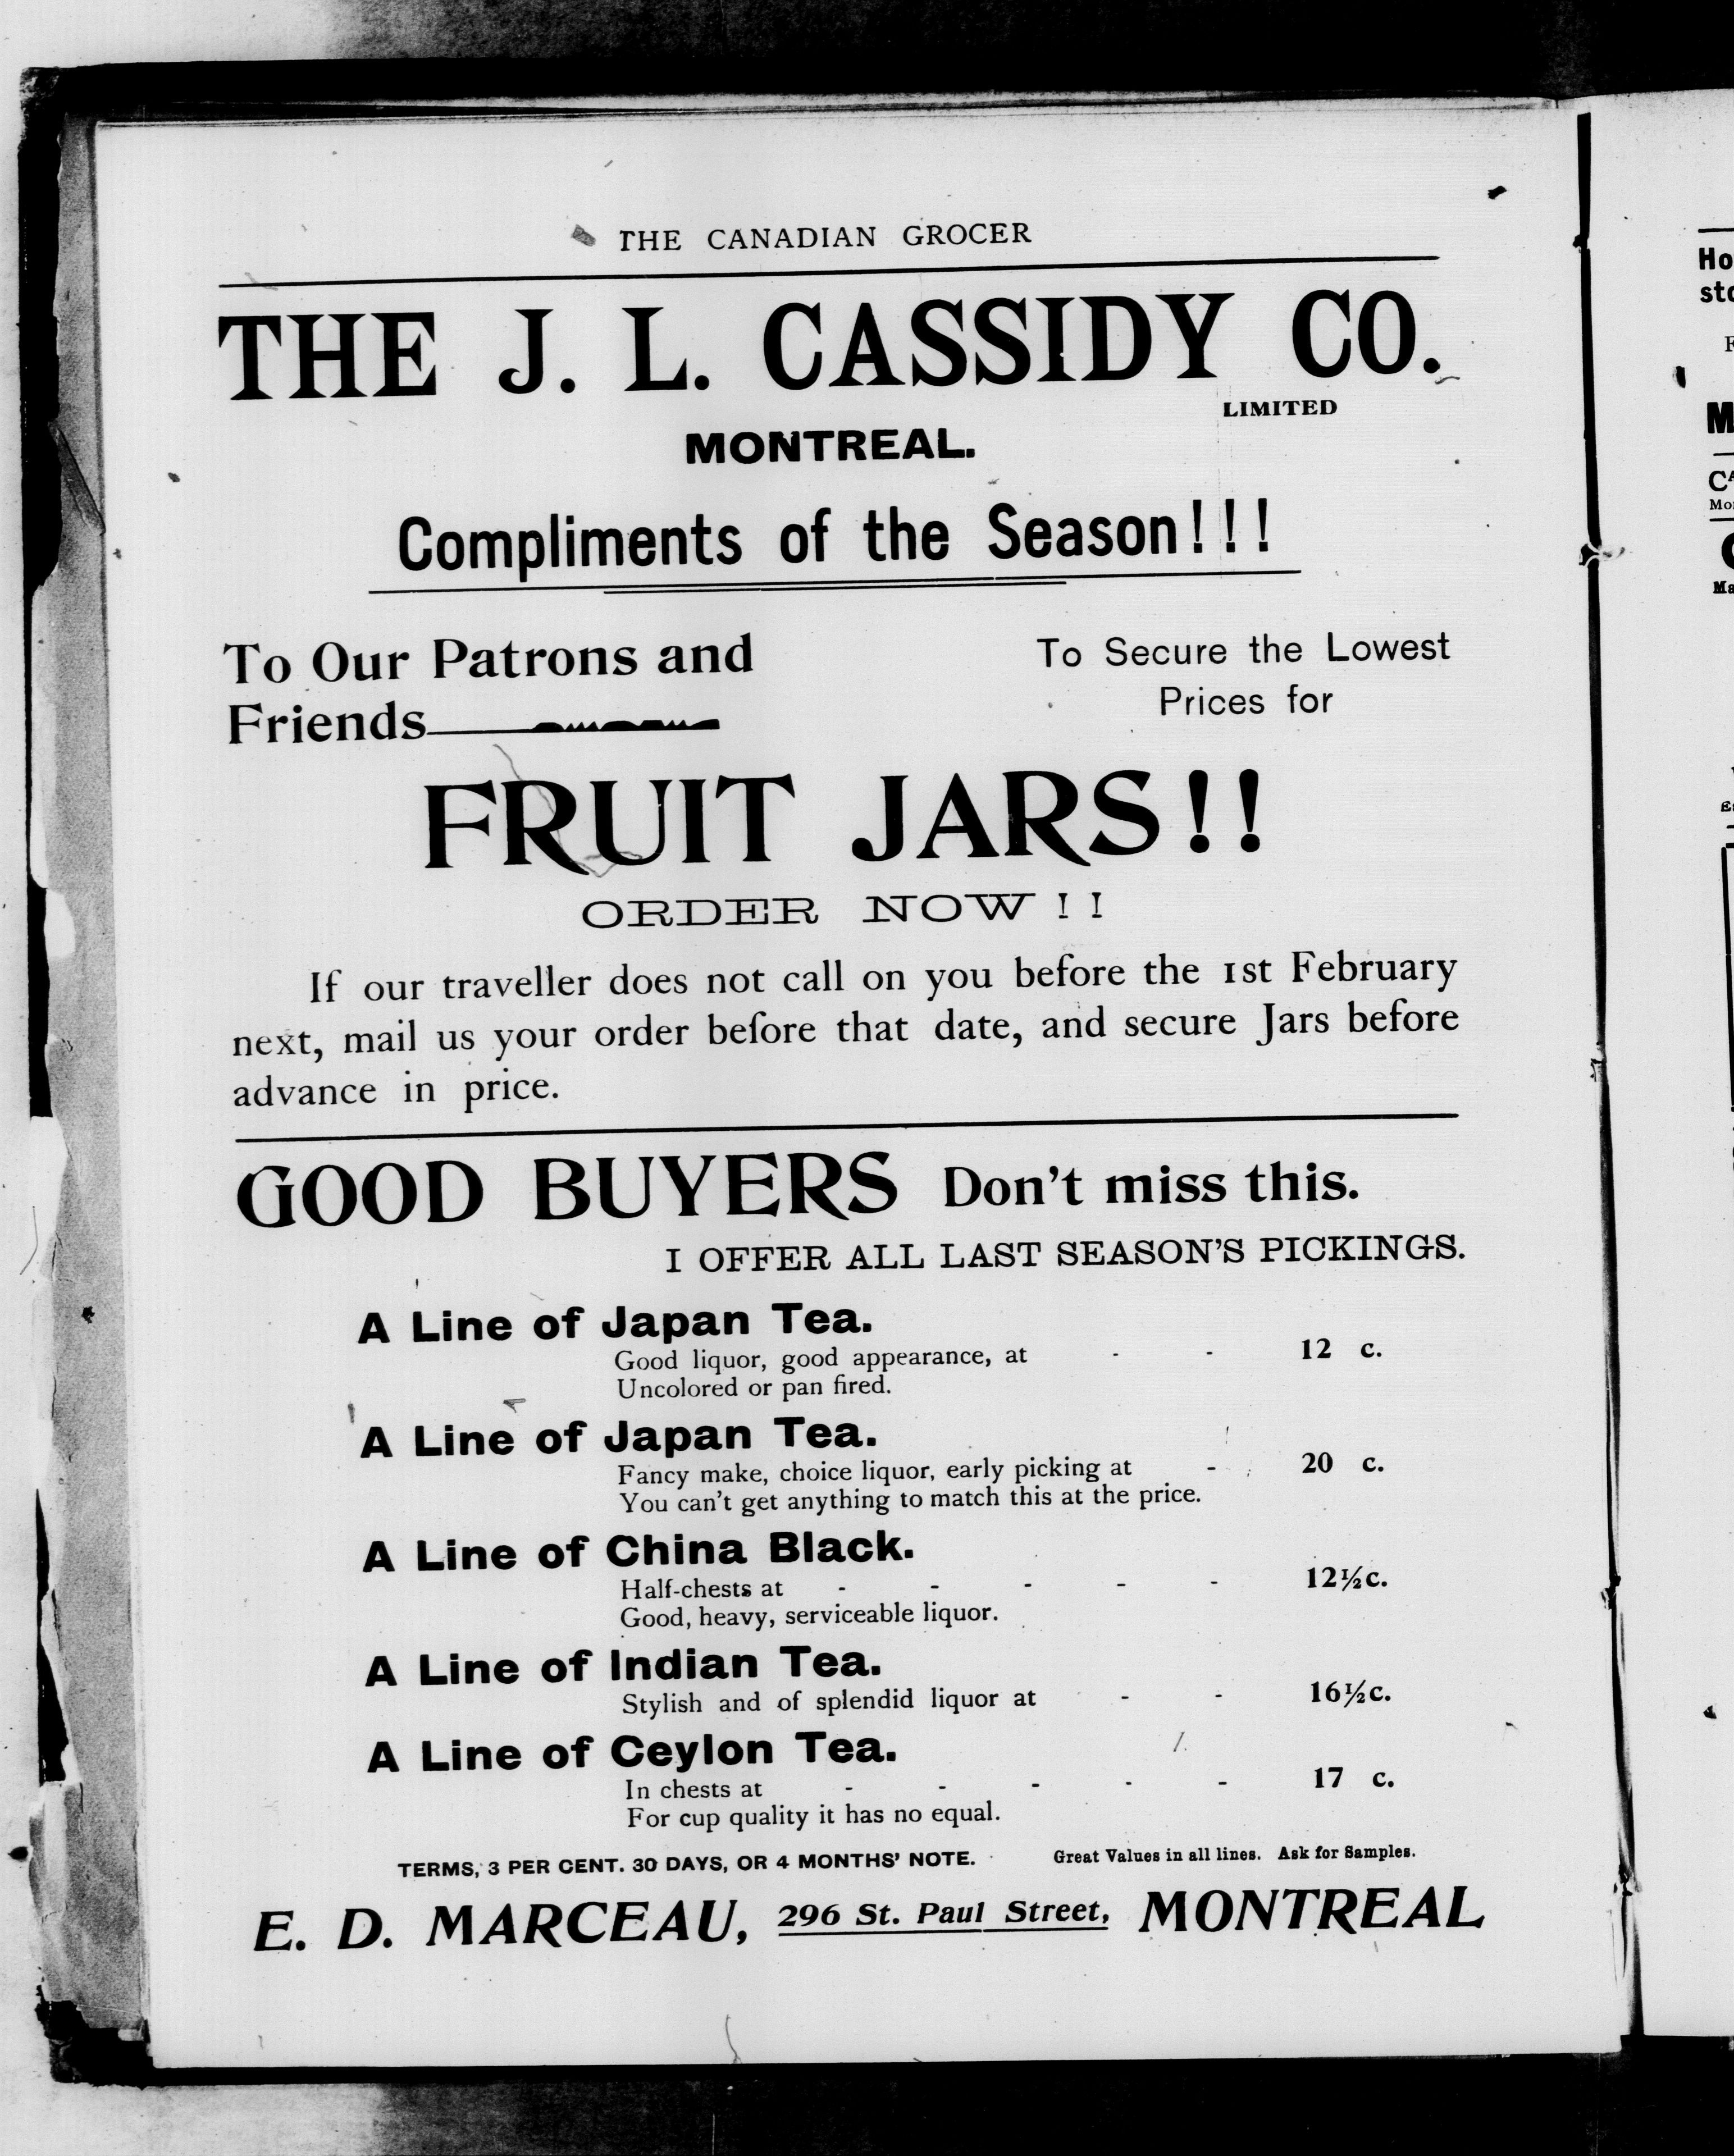 THE CANADIAN GROCER
THE J. L. CASSIDY CO.
LIMITED
MONTREAL.
Compliments of the Season!!!
To Our Patrons and
Friends
To Secure the Lowest
Prices for
FRUIT JARS!!
ORDER NOW!!
If our traveller does not call on you before the 1st February
next, mail us your order before that date, and secure Jars before
advance in price.
GOOD BUYERS Don't miss this.
I OFFER ALL LAST SEASON'S PICKINGS.
A Line of Japan Tea.
Good liquor, good appearance, at - - 12 c.
Uncolored or pan fired.
A Line of Japan Tea.
Fancy make, choice liquor, early picking at - 20 c.
You can't get anything to match this at the price.
A Line of China Black.
Half-chests at - - - - - 12½c.
Good, heavy, serviceable liquor.
A Line of Indian Tea.
Stylish and of splendid liquor at - - 16½c.
A Line of Ceylon Tea.
In chests at - - - - - 17 c.
For cup quality it has no equal.
TERMS, 3 PER CENT. 30 DAYS, OR 4 MONTHS' NOTE. Great Values in all lines. Ask for Samples.
E. D. MARCEAU, 296 St. Paul Street, MONTREAL